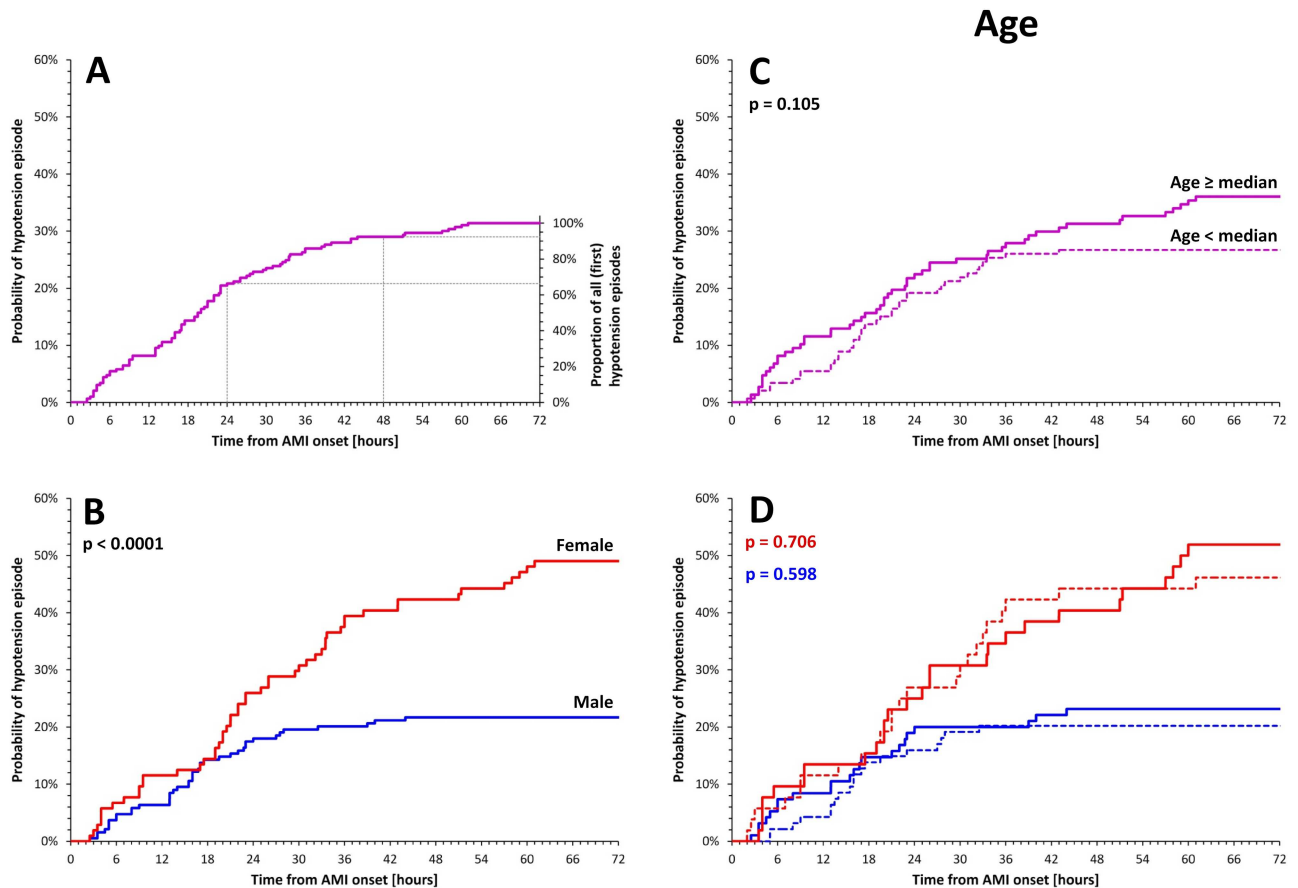 Age
A
60%
50%
40%
30%
20%
10%
0%
Probability of hypotension episode
100%
80%
60%
40%
20%
0%
Proportion of all (first)
hypotension episodes
0 6 12 18 24 30 36 42 48 54 60 66 72
Time from AMI onset [hours]
C
p = 0.105
60%
50%
40%
30%
20%
10%
0%
Probability of hypotension episode
Age ≥ median
Age < median
0 6 12 18 24 30 36 42 48 54 60 66 72
Time from AMI onset [hours]
B
p < 0.0001
60%
50%
40%
30%
20%
10%
0%
Probability of hypotension episode
Female
Male
0 6 12 18 24 30 36 42 48 54 60 66 72
Time from AMI onset [hours]
D
p = 0.706
p = 0.598
60%
50%
40%
30%
20%
10%
0%
Probability of hypotension episode
0 6 12 18 24 30 36 42 48 54 60 66 72
Time from AMI onset [hours]